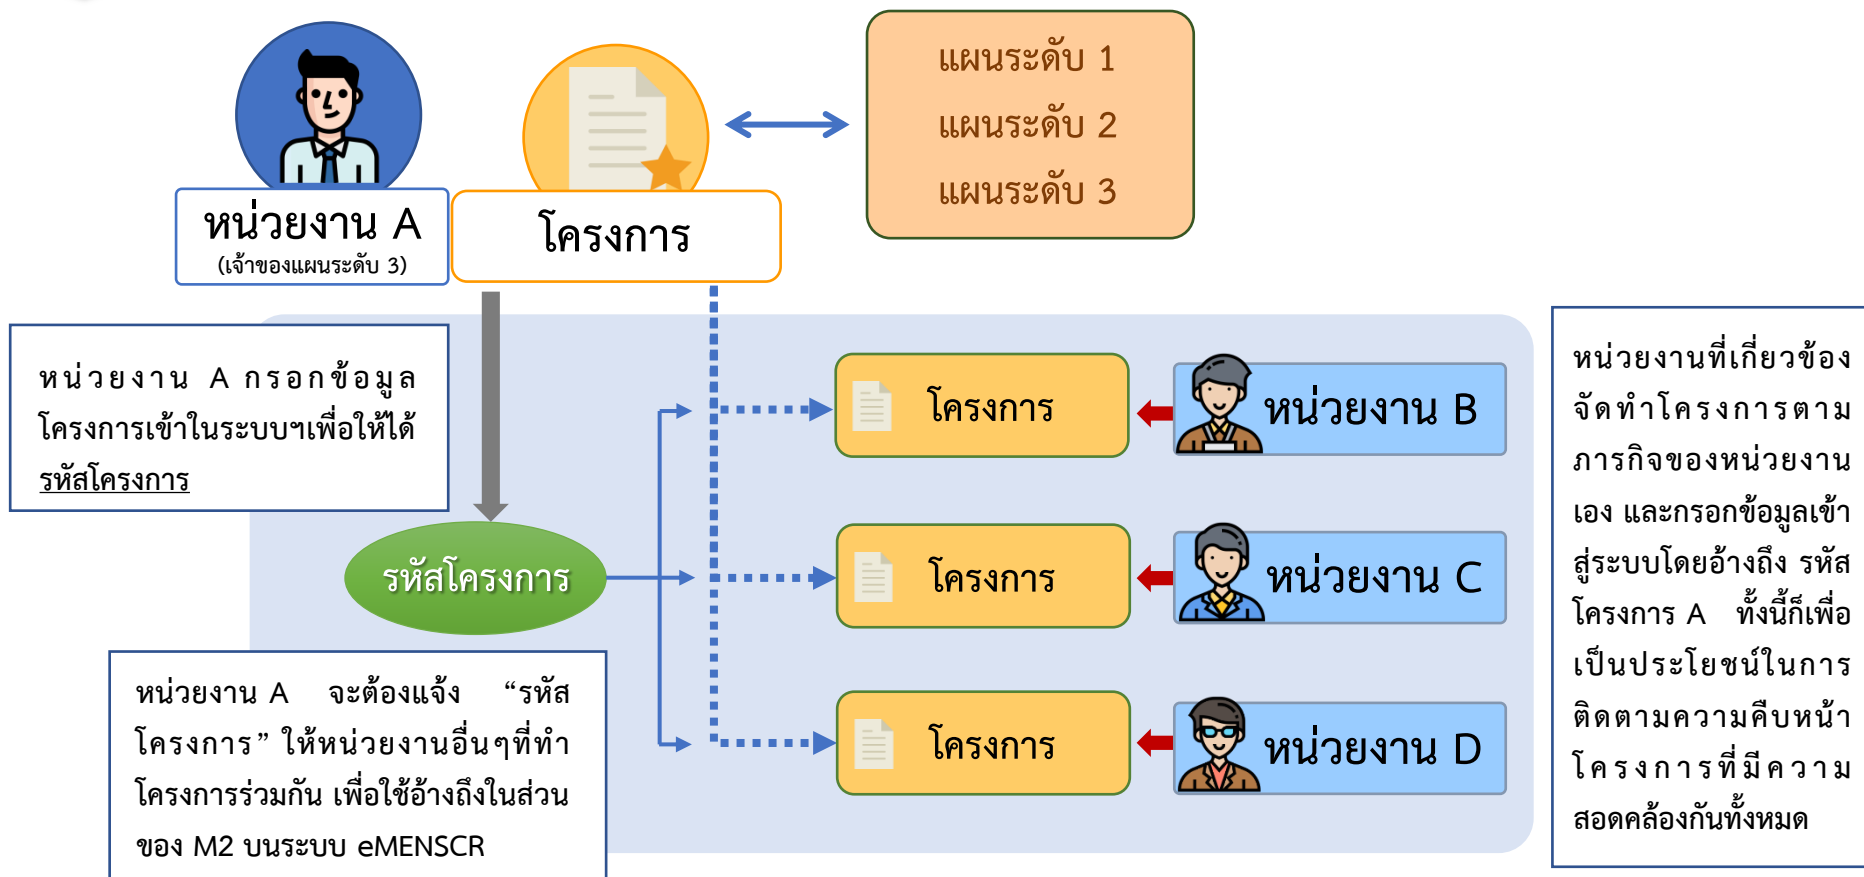 แผนระดับ 1
แผนระดับ 2
แผนระดับ 3
หน่วยงาน A
(เจ้าของแผนระดับ 3)
โครงการ
หน่วยงาน A กรอกข้อมูล
โครงการเข้าในระบบฯเพื่อให้ได้
รหัสโครงการ
รหัสโครงการ
หน่วยงาน A จะต้องแจ้ง “รหัส
โครงการ” ให้หน่วยงานอื่นๆที่ทำ
โครงการร่วมกัน เพื่อใช้อ้างถึงในส่วน
ของ M2 บนระบบ eMENSCR
โครงการ
หน่วยงาน B
โครงการ
หน่วยงาน C
โครงการ
หน่วยงาน D
หน่วยงานที่เกี่ยวข้อง
จัดทำโครงการตาม
ภารกิจของหน่วยงาน
เอง และกรอกข้อมูลเข้า
สู่ระบบโดยอ้างถึง รหัส
โครงการ A ทั้งนี้ก็เพื่อ
เป็นประโยชน์ในการ
ติดตามความคืบหน้า
โครงการที่มีความ
สอดคล้องกันทั้งหมด